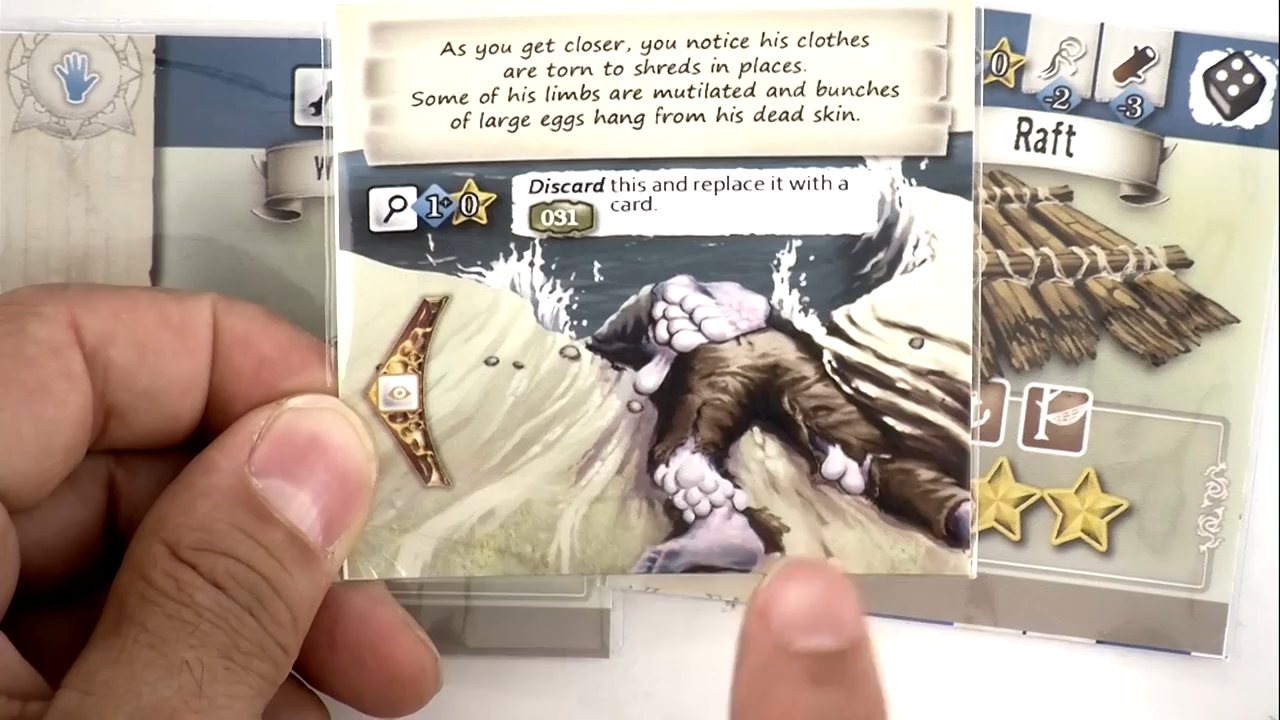 As you get closer, you notice his clothes
are torn to shreds in places.
Some of his limbs are mutilated and bunches
of large eggs hang from his dead skin.
1+ 0
Discard this and replace it with a
031 card.
0
-2
-3
Raft